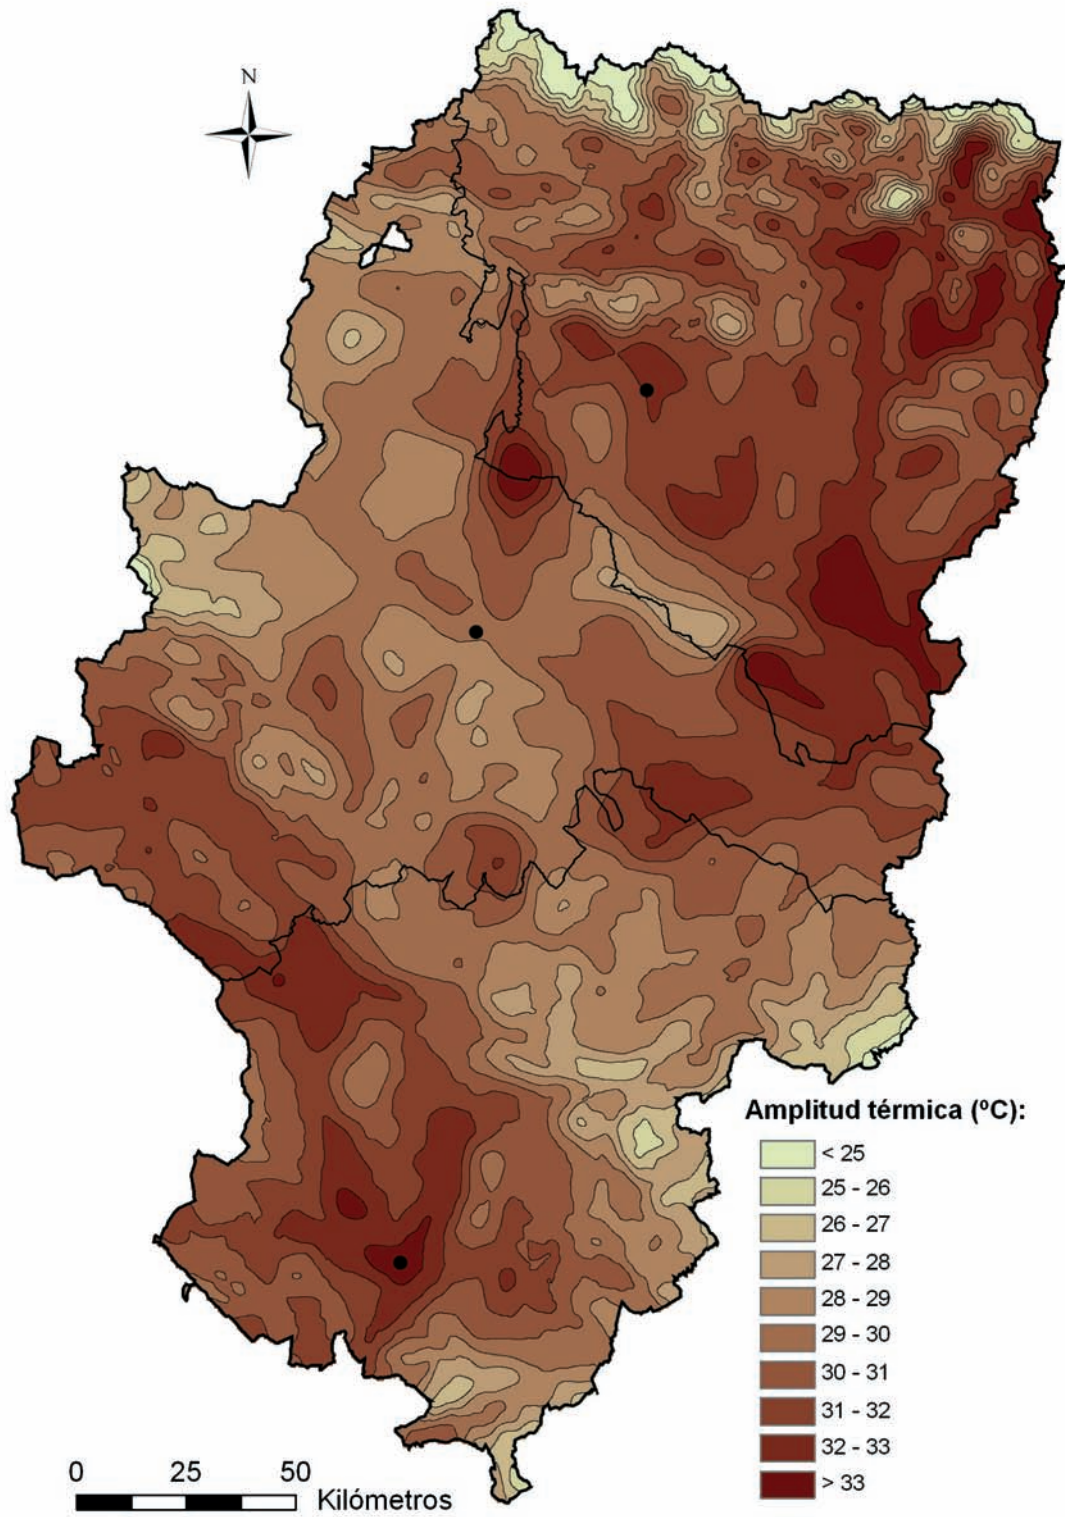 N
Amplitud térmica (ºC):
< 25
25 - 26
26 - 27
27 - 28
28 - 29
29 - 30
30 - 31
31 - 32
32 - 33
> 33
0 25 50
Kilómetros